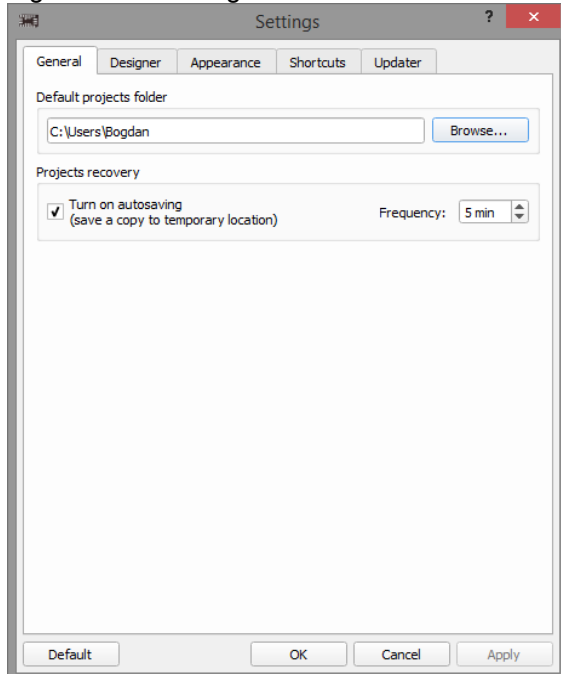 Settings
?
General Designer Appearance Shortcuts Updater
Default projects folder
C:\Users\Bogdan Browse...
Projects recovery
Turn on autosaving
(save a copy to temporary location) Frequency: 5 min
Default OK Cancel Apply